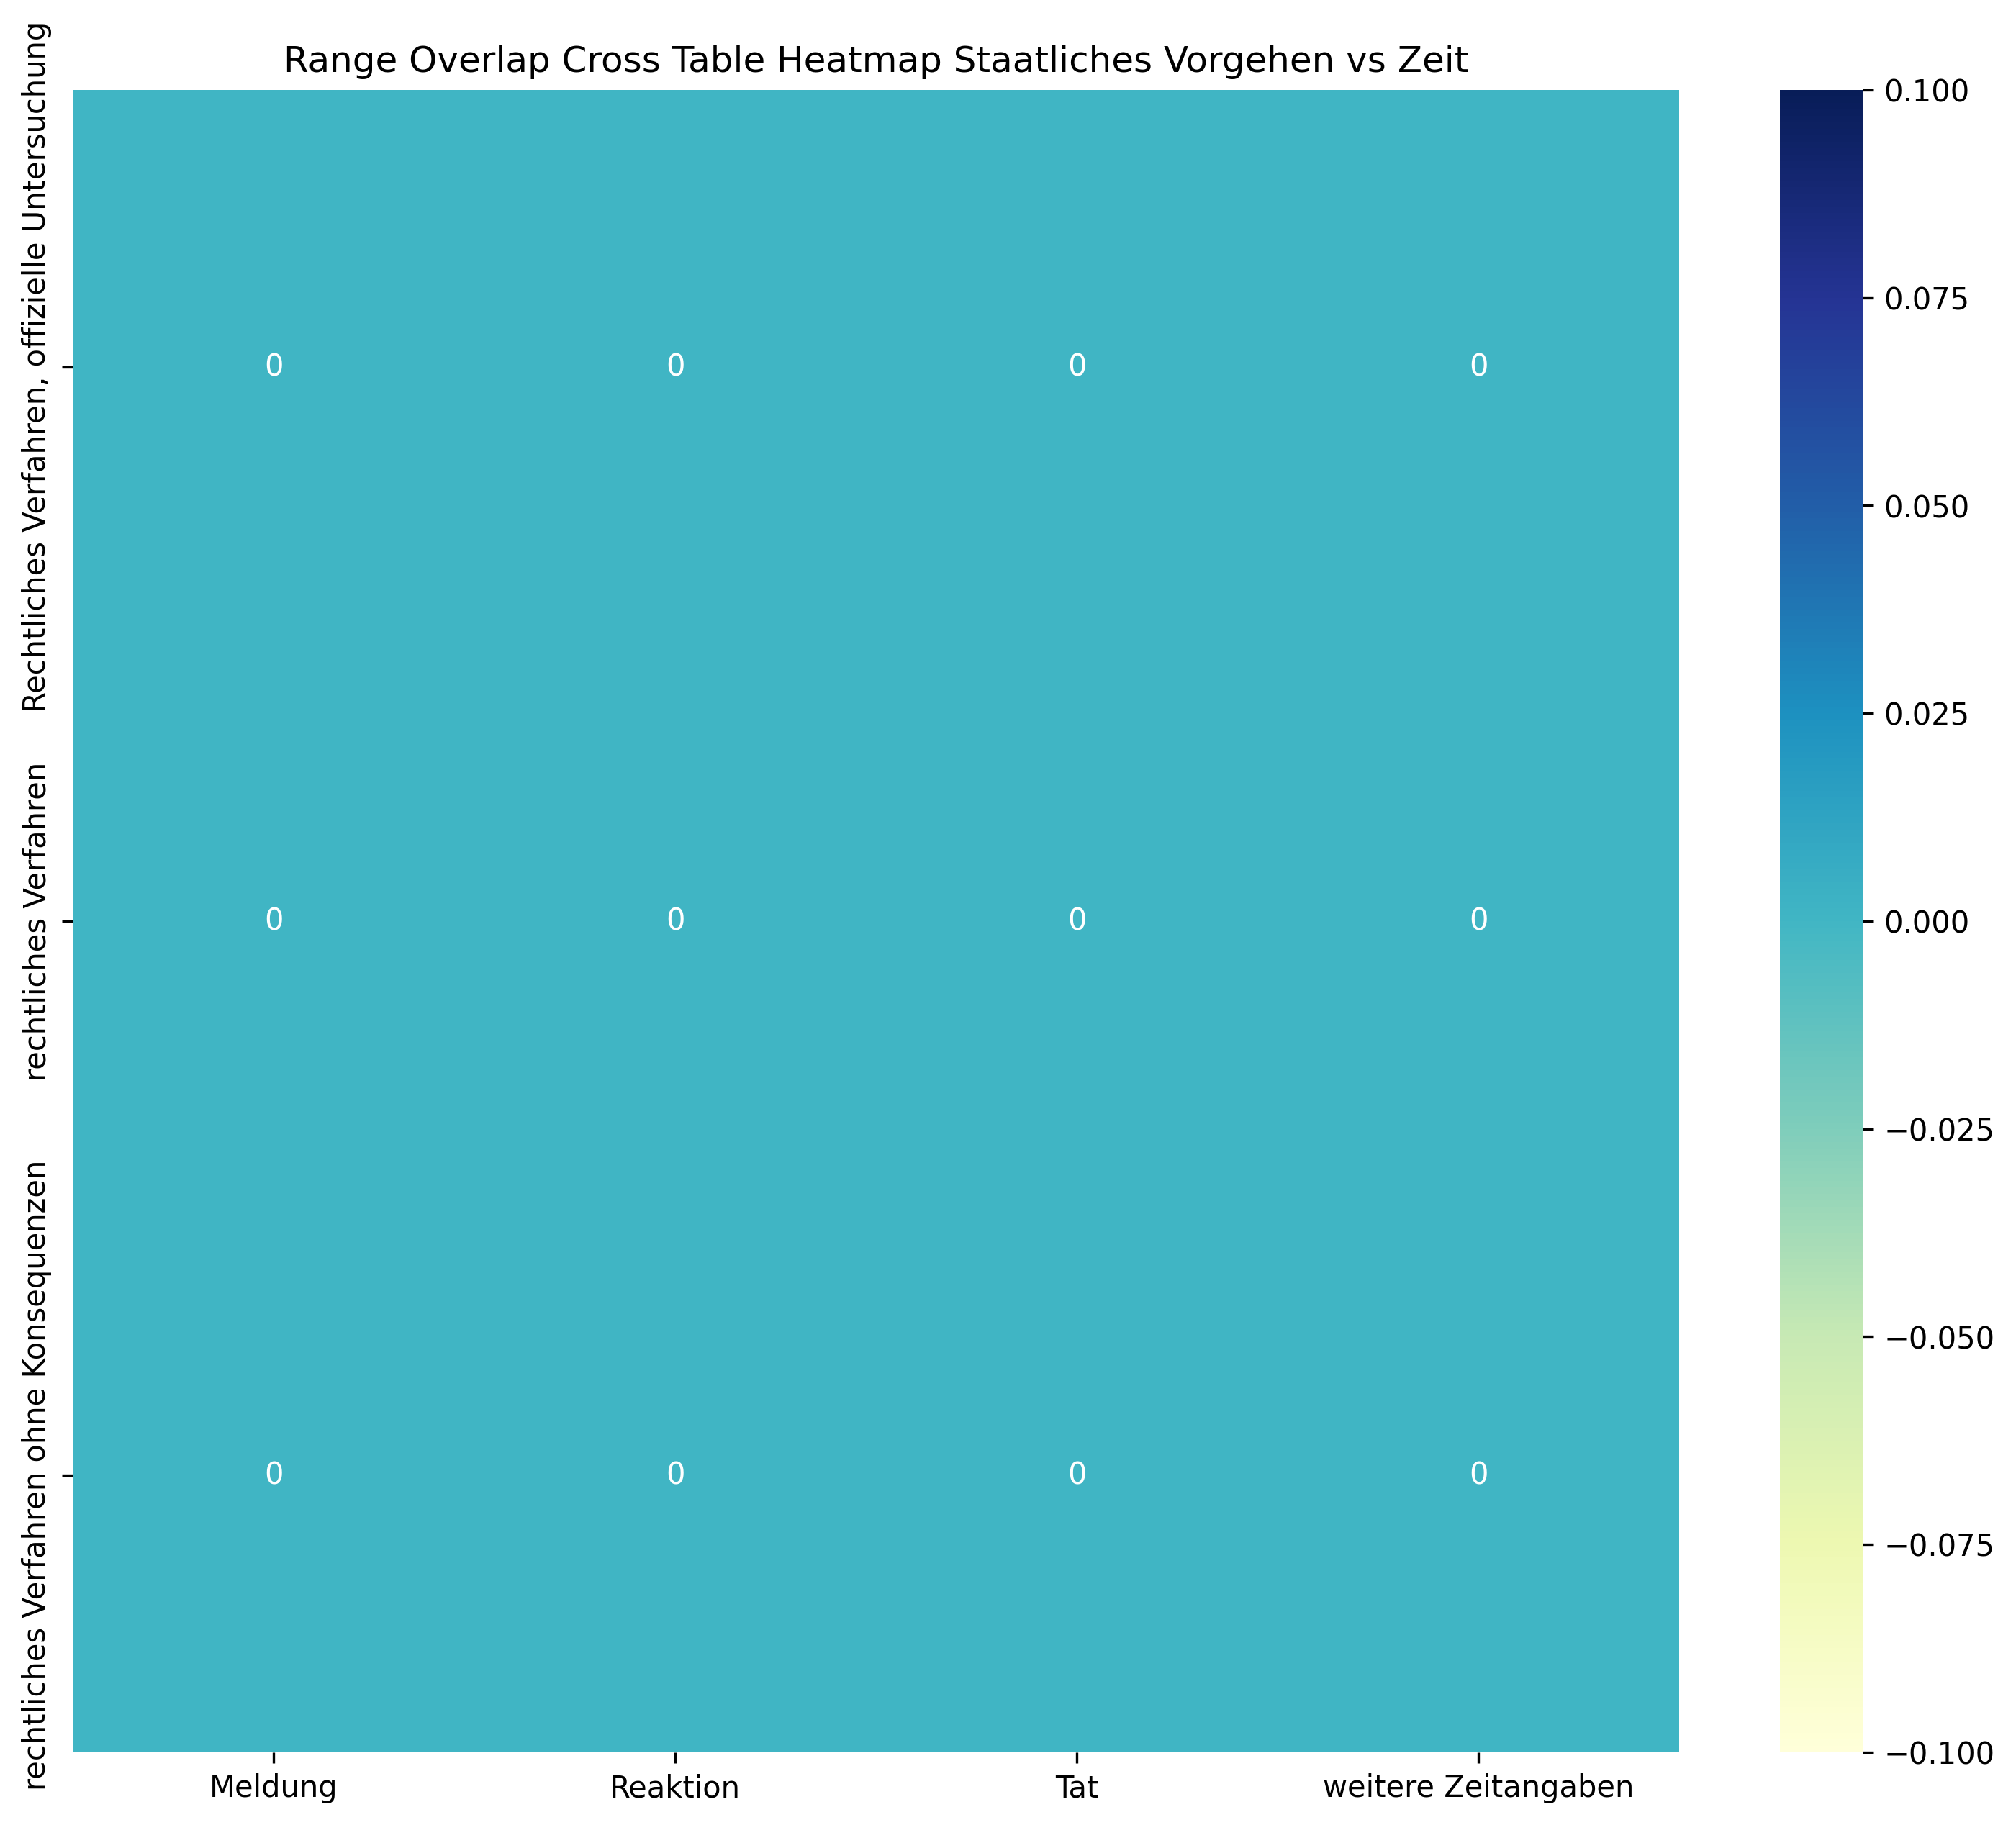 Range Overlap Cross Table Heatmap Staatliches Vorgehen vs Zeit
Rechtliches Verfahren, offizielle Untersuchung
0 0 0 0
rechtliches Verfahren
0 0 0 0
rechtliches Verfahren ohne Konsequenzen
0 0 0 0
Meldung Reaktion Tat weitere Zeitangaben
0.100
0.075
0.050
0.025
0.000
−0.025
−0.050
−0.075
−0.100